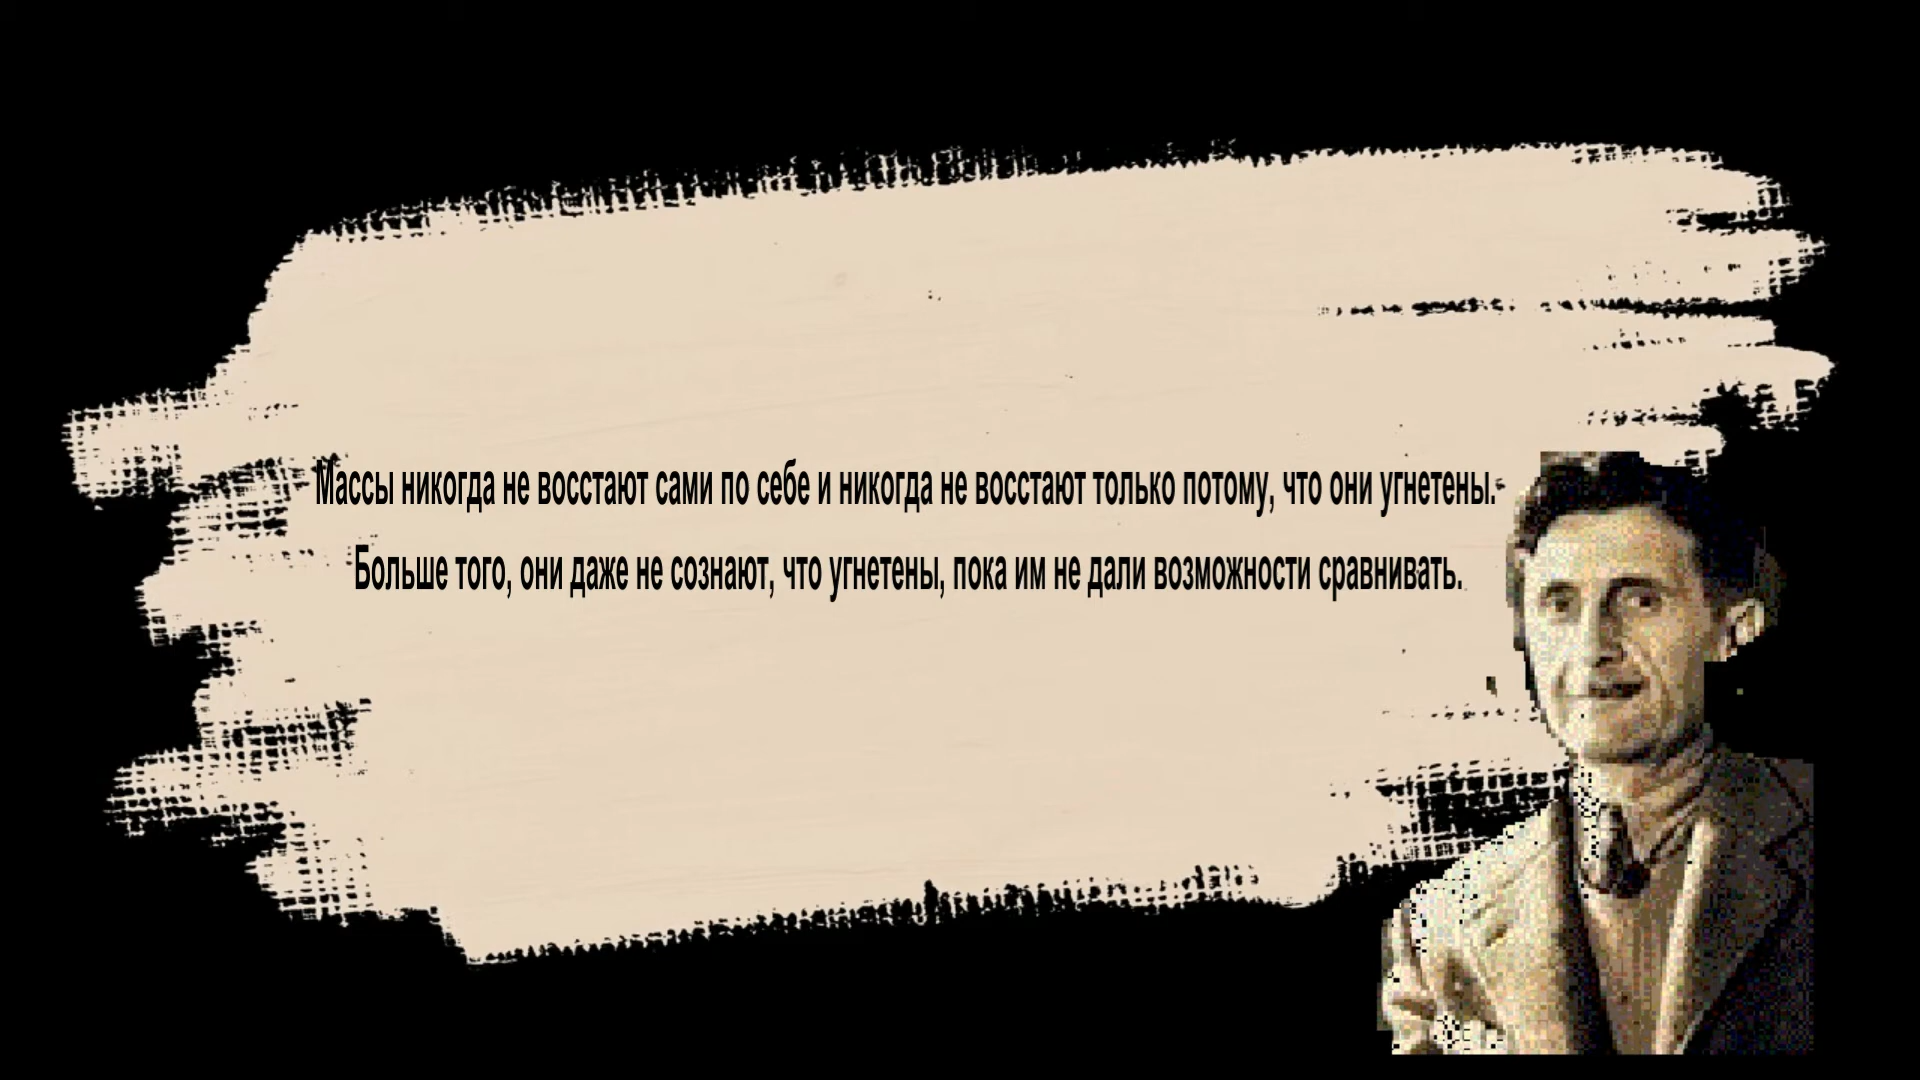 Массы никогда не восстают сами по себе и никогда не восстают только потому, что они угнетены.
Больше того, они даже не сознают, что угнетены, пока им не дали возможности сравнивать.